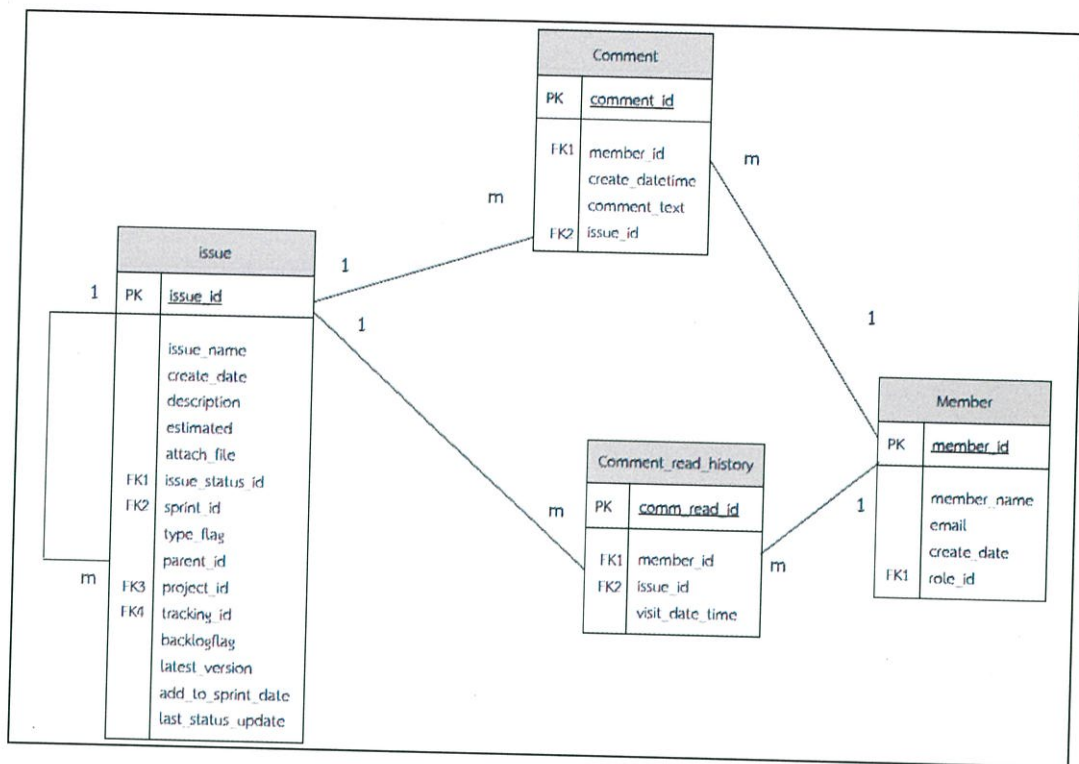 Comment
PK comment_id
FK1 member_id
create_datetime
comment_text
FK2 issue_id
m
m
issue
1 PK issue_id
1
1
issue_name
create_date
description
estimated
attach_file
FK1 issue_status_id
FK2 sprint_id
type_flag
parent_id
m
FK3 project_id
FK4 tracking_id
backlogflag
latest_version
add_to_sprint_date
last_status_update
Comment_read_history
PK comm_read_id
m
FK1 member_id
FK2 issue_id
visit_date_time
m
1
Member
PK member_id
1
member_name
email
create_date
FK1 role_id